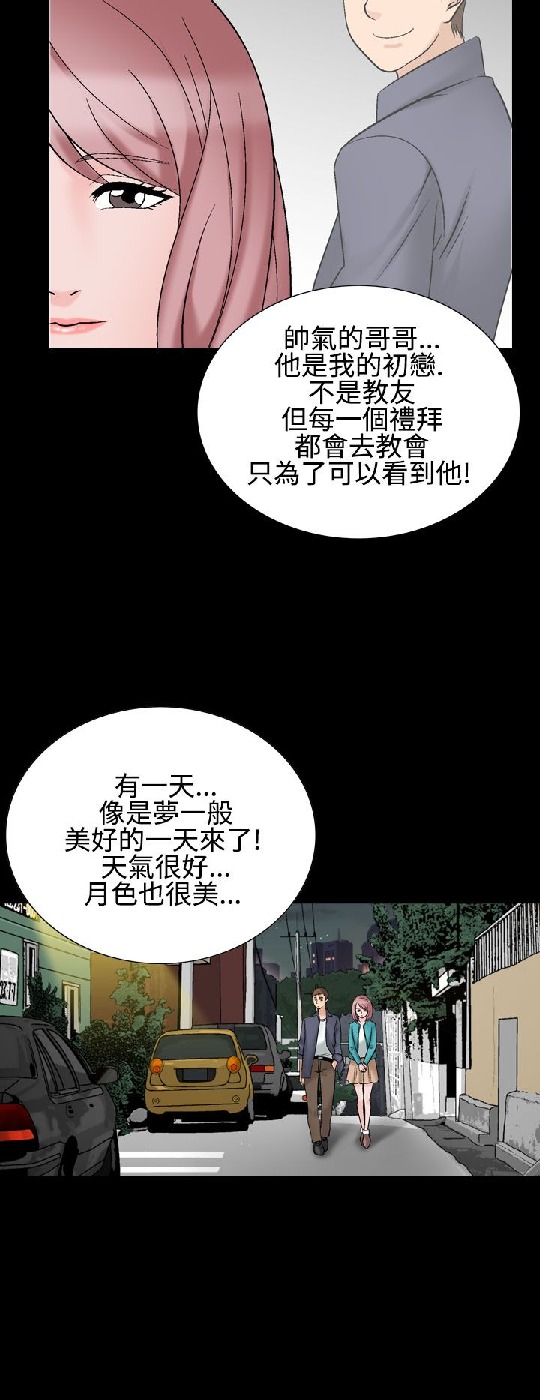 帥氣的哥哥...
他是我的初戀.
不是教友
但每一個禮拜
都會去教會
只為了可以看到他!
有一天...
像是夢一般
美好的一天來了!
天氣很好...
月色也很美...